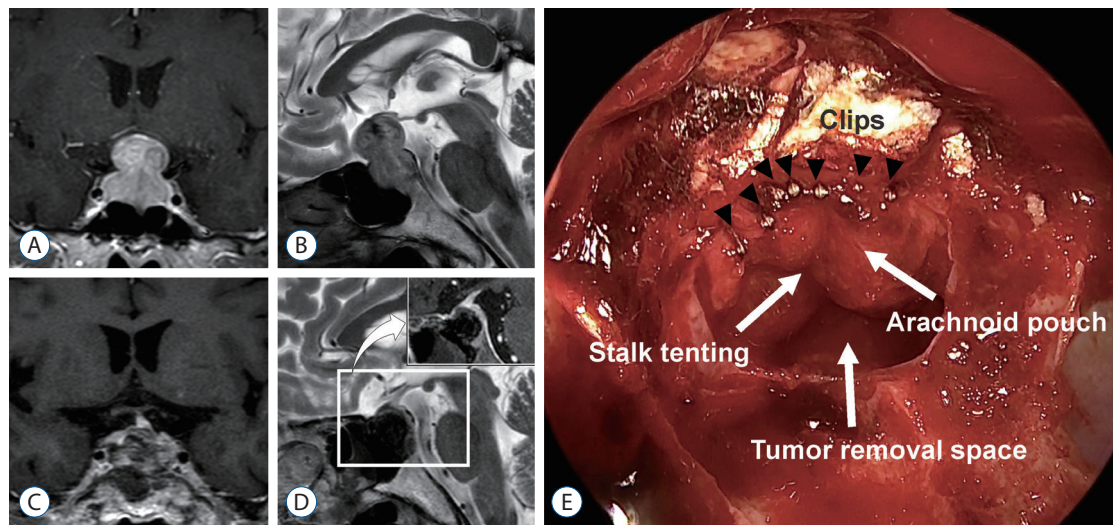 A
B
C
D
Clips
Stalk tenting
Arachnoid pouch
Tumor removal space
E